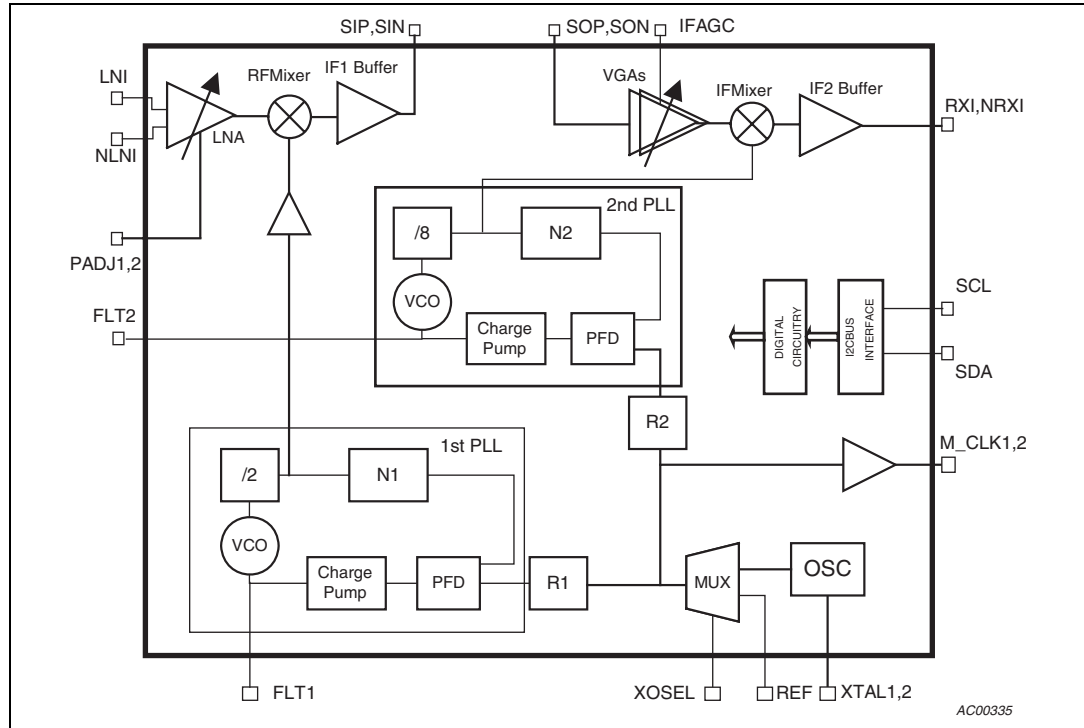 SIP,SIN
SOP,SON
IFAGC
LNI
NLNI
LNA
RFMixer
IF1 Buffer
VGAs
IFMixer
IF2 Buffer
RXI,NRXI
PADJ1,2
FLT2
2nd PLL
/8
N2
VCO
Charge
Pump
PFD
R2
DIGITAL
CIRCUITRY
I2CBUS
INTERFACE
SCL
SDA
M_CLK1,2
1st PLL
/2
N1
VCO
Charge
Pump
PFD
R1
MUX
OSC
FLT1
XOSEL
REF
XTAL1,2
AC00335